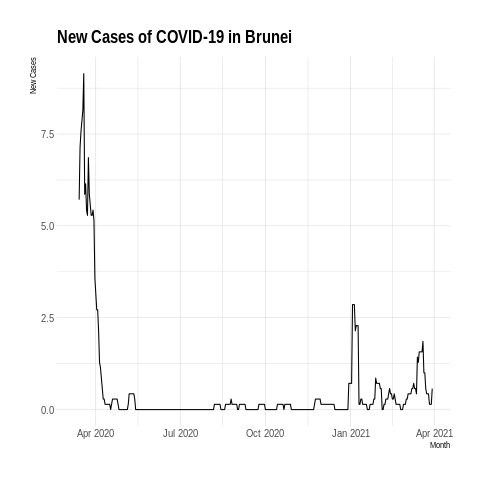 New Cases of COVID-19 in Brunei
New Cases
7.5
5.0
2.5
0.0
Apr 2020 Jul 2020 Oct 2020 Jan 2021 Apr 2021
Month